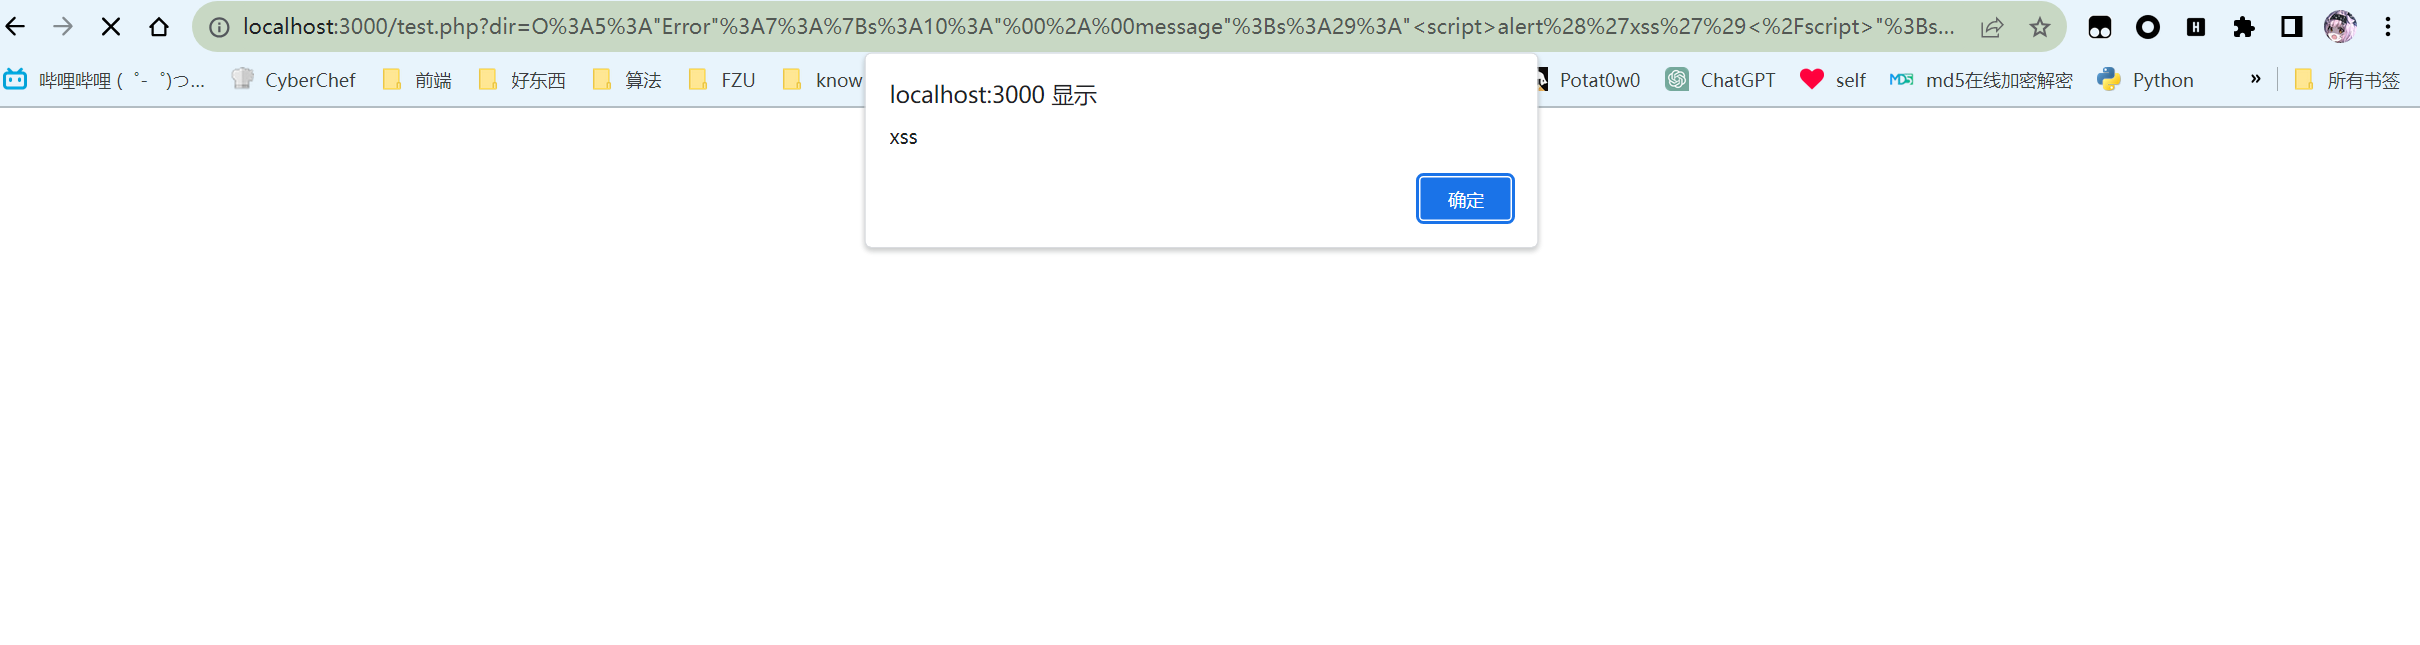 localhost:3000/test.php?dir=O%3A5%3A"Error"%3A7%3A%7Bs%3A10%3A"%00%2A%00message"%3Bs%3A29%3A"<script>alert%28%27xss%27%29<%2Fscript>"%3Bs...
哔哩哔哩 ( ゜- ゜)つ... CyberChef 前端 好东西 算法 FZU know Potat0w0 ChatGPT self MD5 md5在线加密解密 Python » 所有书签
localhost:3000 显示
xss
确定